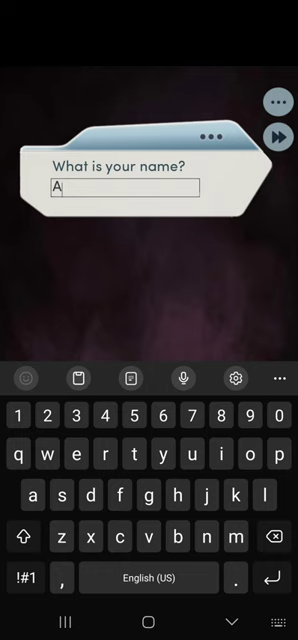 What is your name?
A
1 2 3 4 5 6 7 8 9 0
q w e r t y u i o p
a s d f g h j k l
z x c v b n m
!#1 , English (US) .